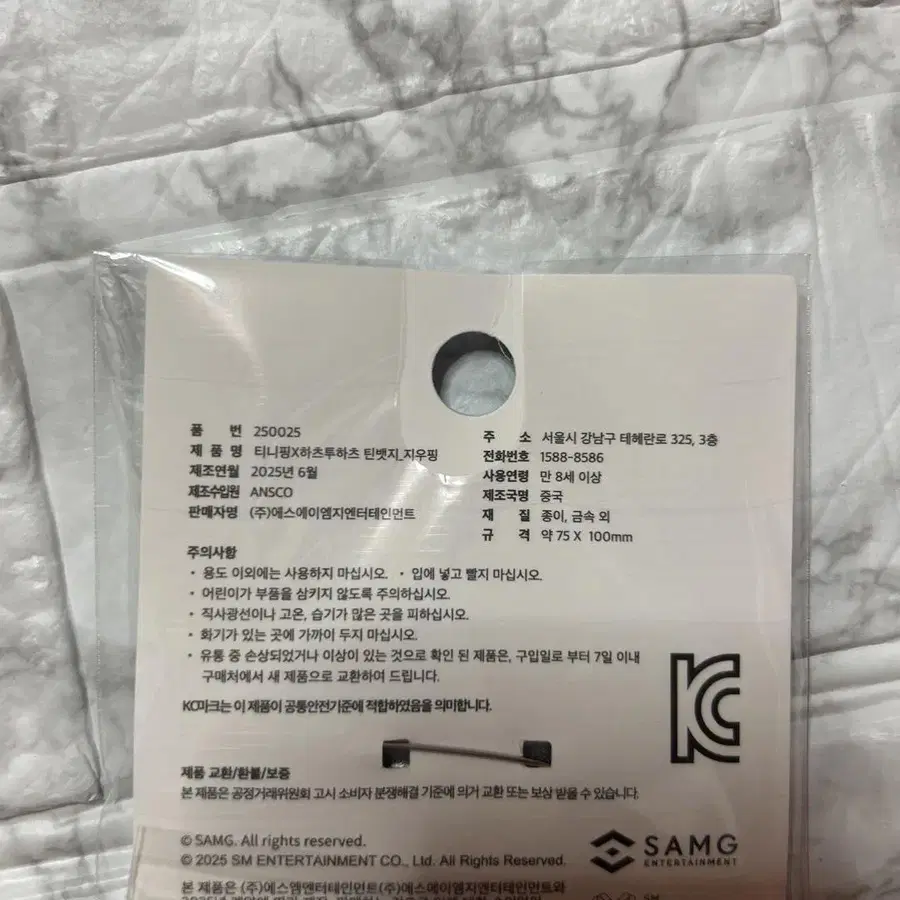 품 번 250025
제 품 명 티니핑X하츠투하츠 틴뱃지_지우핑
제조연월 2025년 6월
제조수입원 ANSCO
판매자명 (주)에스에이엠지엔터테인먼트
주 소 서울시 강남구 테헤란로 325, 3층
전화번호 1588-8586
사용연령 만 8세 이상
제조국명 중국
재 질 종이, 금속 외
규 격 약 75 X 100mm
주의사항
• 용도 이외에는 사용하지 마십시오. • 입에 넣고 빨지 마십시오.
• 어린이가 부품을 삼키지 않도록 주의하십시오.
• 직사광선이나 고온, 습기가 많은 곳을 피하십시오.
• 화기가 있는 곳에 가까이 두지 마십시오.
• 유통 중 손상되었거나 이상이 있는 것으로 확인 된 제품은, 구입일로 부터 7일 이내
구매처에서 새 제품으로 교환하여 드립니다.
KC마크는 이 제품이 공통안전기준에 적합하였음을 의미합니다.
KC
제품 교환/환불/보증
본 제품은 공정거래위원회 고시 소비자 분쟁해결 기준에 의거 교환 또는 보상 받을 수 있습니다.
© SAMG. All rights reserved.
© 2025 SM ENTERTAINMENT CO., Ltd. All Rights Reserved.
SAMG
ENTERTAINMENT
본 제품은 (주)에스엠엔터테인먼트(주)에스에이엠지엔터테인먼트와
SM